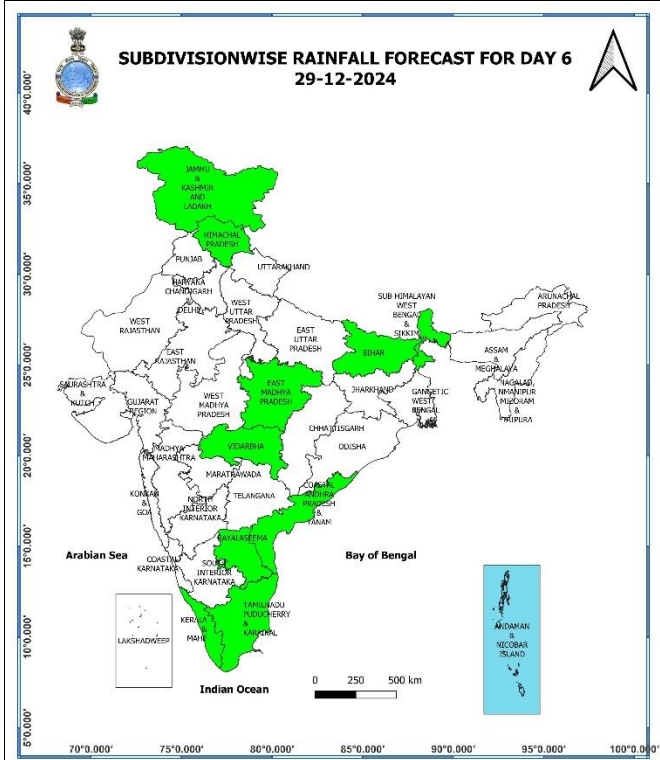 SUBDIVISIONWISE RAINFALL FORECAST FOR DAY 6
29-12-2024
40°0.000'
35°0.000'
30°0.000'
25°0.000'
20°0.000'
15°0.000'
10°0.000'
5°0.000'
JAMMU
&
KASHMIR
AND
LADAKH
HIMACHAL
PRADESH
PUNJAB
UTTARAKHAND
HARYANA
CHANDIGARH
&
DELHI
WEST
UTTAR
PRADESH
WEST
RAJASTHAN
EAST
RAJASTHAN
EAST
UTTAR
PRADESH
SUB HIMALAYAN
WEST
BENGAL
&
SIKKIM
ARUNACHAL
PRADESH
BIHAR
ASSAM
&
MEGHALAYA
NAGALAD,
NMANIPUR
MIZORAM
&
TRIPURA
SAURASHTRA
&
KUTCH
GUJARAT
REGION
WEST
MADHYA
PRADESH
EAST
MADHYA
PRADESH
JHARKHAND
GANGETIC
WEST
BENGAL
CHHATTISGARH
ODISHA
VIDARBHA
MADHYA
MAHARASHTRA
MARATHWADA
TELANGANA
KONKAN
&
GOA
NORTH
INTERIOR
KARNATAKA
COASTAL
ANDHRA
PRADESH
&
YANAM
RAYALASEEMA
Arabian Sea
Bay of Bengal
COASTAL
KARNATAKA
SOUTH
INTERIOR
KARNATAKA
TAMILNADU
PUDUCHERRY
&
KARAIKAL
KERALA
&
MAHE
LAKSHADWEEP
ANDAMAN
&
NICOBAR
ISLAND
Indian Ocean
0 250 500 km
70°0.000' 75°0.000' 80°0.000' 85°0.000' 90°0.000' 95°0.000' 100°0.000'